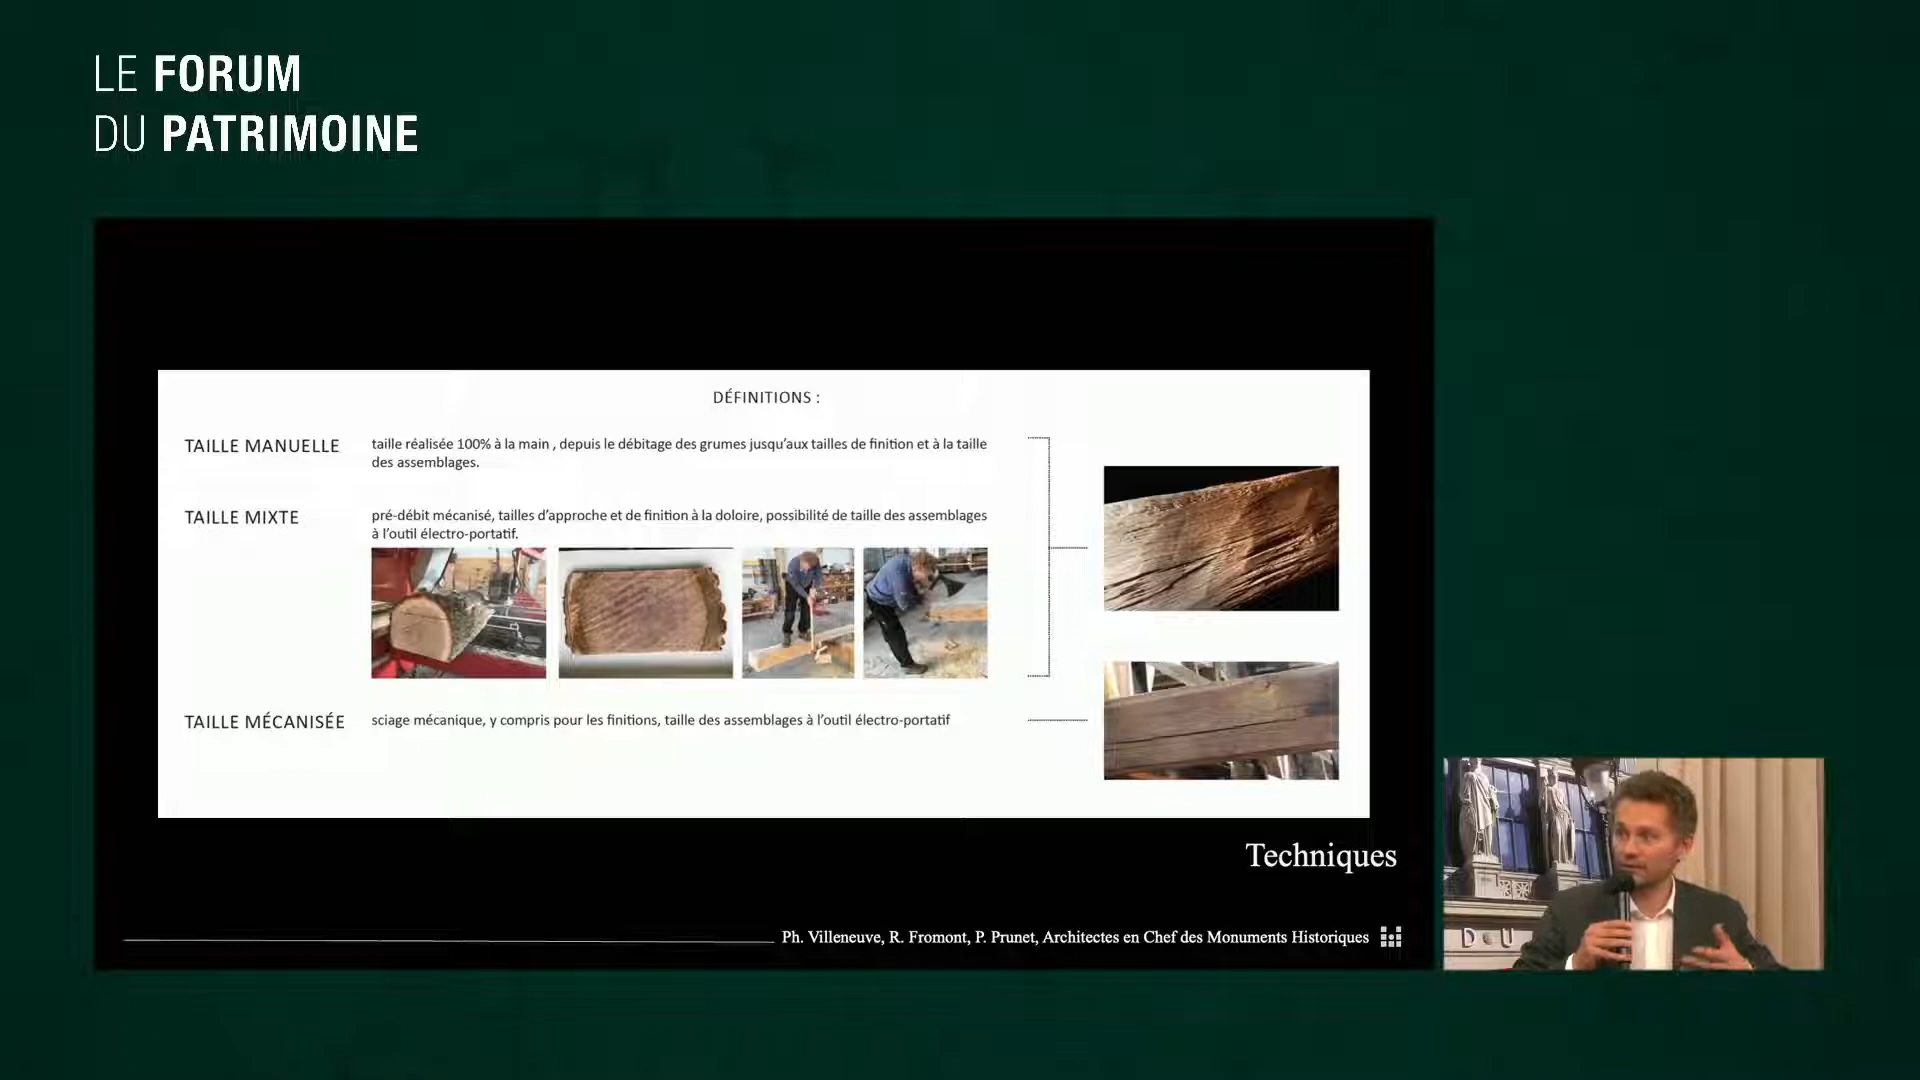 LE FORUM
DU PATRIMOINE
DÉFINITIONS :
TAILLE MANUELLE
taille réalisée 100% à la main , depuis le débitage des grumes jusqu'aux tailles de finition et à la taille
des assemblages.
TAILLE MIXTE
pré-débit mécanisé, tailles d'approche et de finition à la doloire, possibilité de taille des assemblages
à l'outil électro-portatif.
TAILLE MÉCANISÉE
sciage mécanique, y compris pour les finitions, taille des assemblages à l'outil électro-portatif
Techniques
Ph. Villeneuve, R. Fromont, P. Prunet, Architectes en Chef des Monuments Historiques
D U